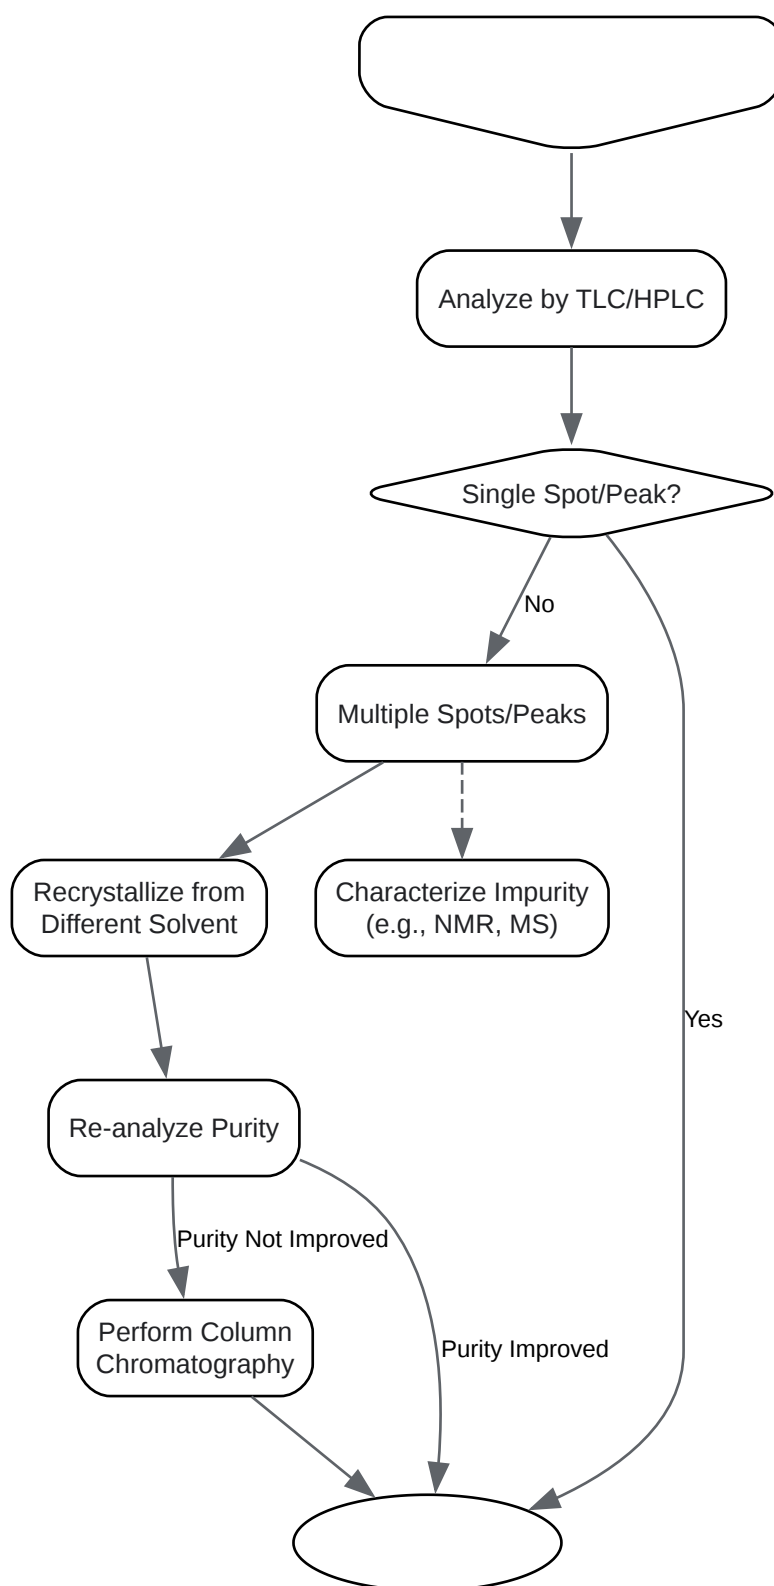 Analyze by TLC/HPLC
Single Spot/Peak?
No
Multiple Spots/Peaks
Recrystallize from
Different Solvent
Characterize Impurity
(e.g., NMR, MS)
Yes
Re-analyze Purity
Purity Not Improved
Perform Column
Chromatography
Purity Improved